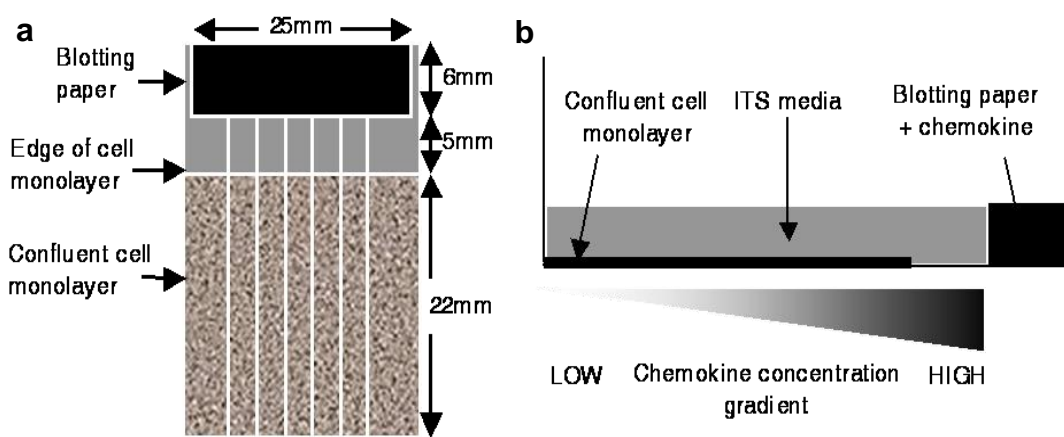 a
25mm
Blotting
paper
6mm
5mm
Edge of cell
monolayer
Confluent cell
monolayer
22mm
b
Confluent cell
monolayer
ITS media
Blotting paper
+ chemokine
LOW
Chemokine concentration
gradient
HIGH